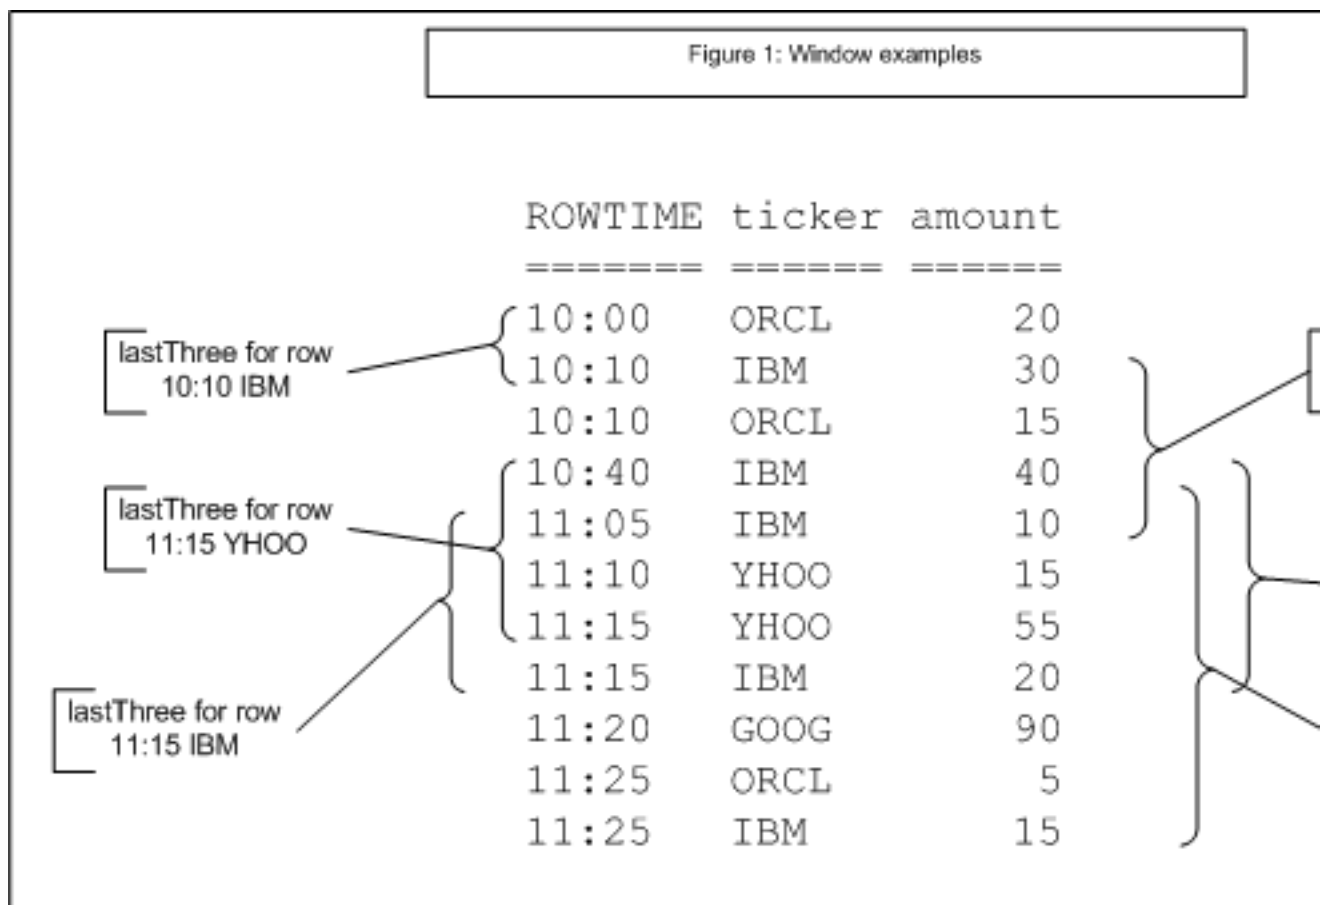 Figure 1: Window examples
ROWTIME ticker amount
======= ====== ======
10:00 ORCL 20
10:10 IBM 30
10:10 ORCL 15
10:40 IBM 40
11:05 IBM 10
11:10 YHOO 15
11:15 YHOO 55
11:15 IBM 20
11:20 GOOG 90
11:25 ORCL 5
11:25 IBM 15
lastThree for row
10:10 IBM
lastThree for row
11:15 YHOO
lastThree for row
11:15 IBM